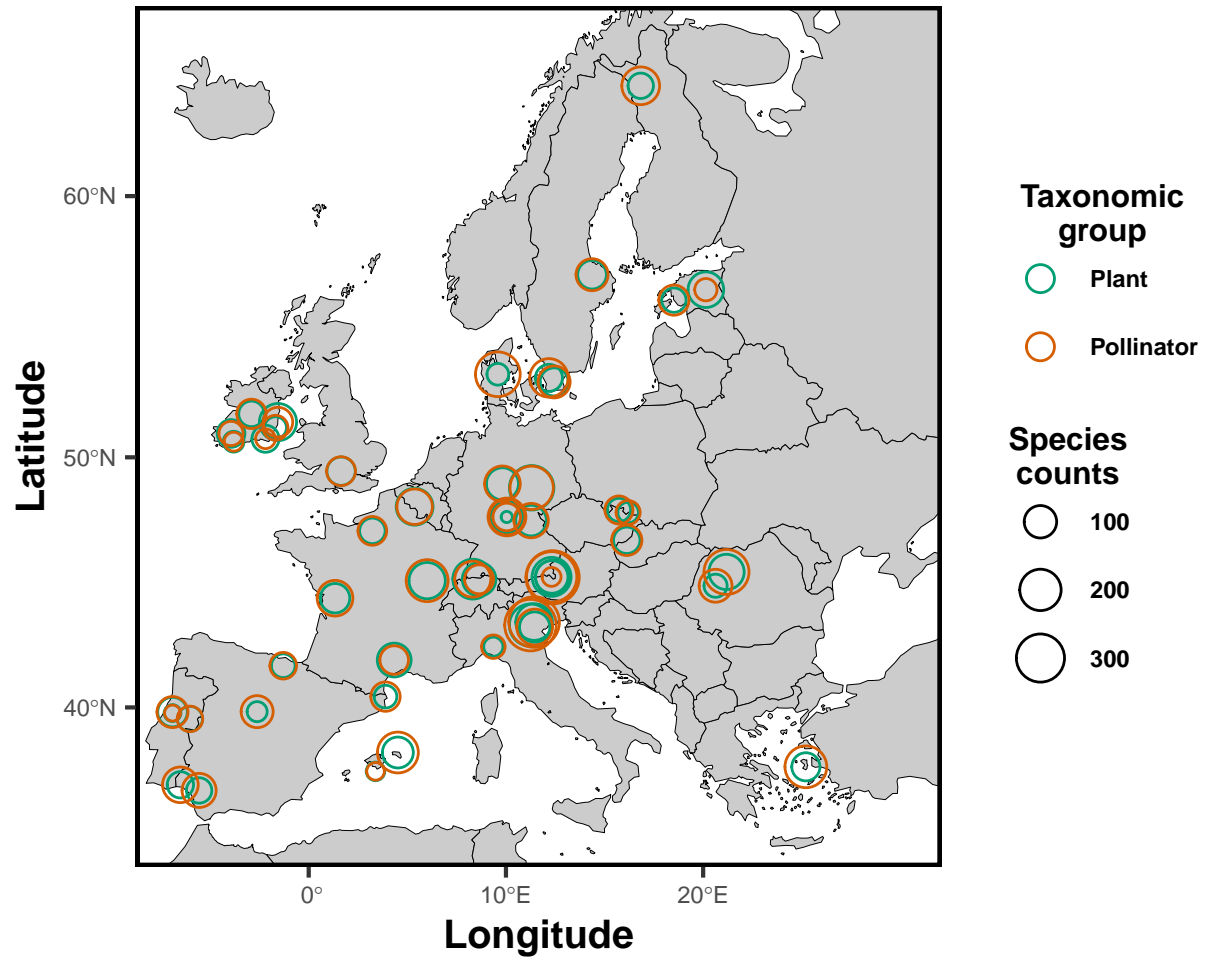 60°N
50°N
40°N
Latitude
0°
10°E
20°E
Longitude
Taxonomic
group
Plant
Pollinator
Species
counts
100
200
300